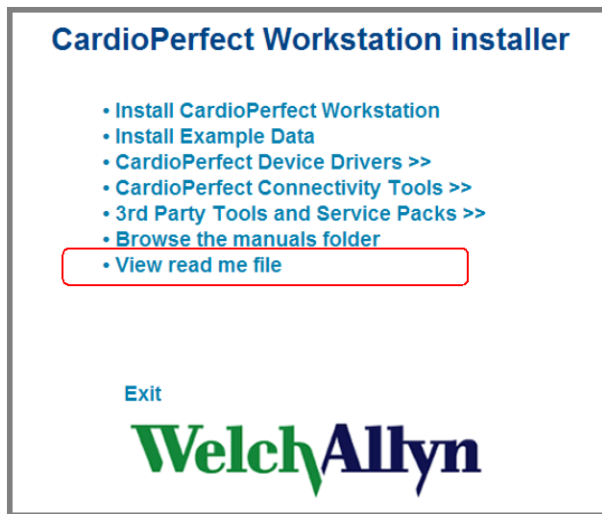 CardioPerfect Workstation installer
• Install CardioPerfect Workstation
• Install Example Data
• CardioPerfect Device Drivers >>
• CardioPerfect Connectivity Tools >>
• 3rd Party Tools and Service Packs >>
• Browse the manuals folder
• View read me file
Exit
WelchAllyn